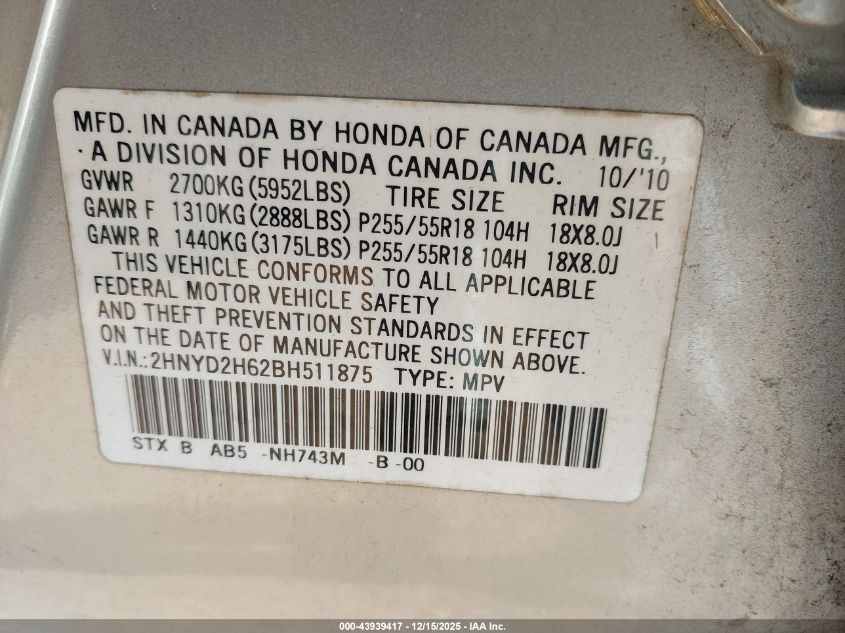 MFD. IN CANADA BY HONDA OF CANADA MFG.,
· A DIVISION OF HONDA CANADA INC. 10/'10
GVWR 2700KG(5952LBS) TIRE SIZE RIM SIZE
GAWR F 1310KG(2888LBS) P255/55R18 104H 18X8.0J
GAWR R 1440KG(3175LBS) P255/55R18 104H 18X8.0J
THIS VEHICLE CONFORMS TO ALL APPLICABLE
FEDERAL MOTOR VEHICLE SAFETY
AND THEFT PREVENTION STANDARDS IN EFFECT
ON THE DATE OF MANUFACTURE SHOWN ABOVE.
V.I.N.: 2HNYD2H62BH511875 TYPE: MPV
STX B AB5 -NH743M -B -00
000-43939417 - 12/15/2025 - IAA Inc.